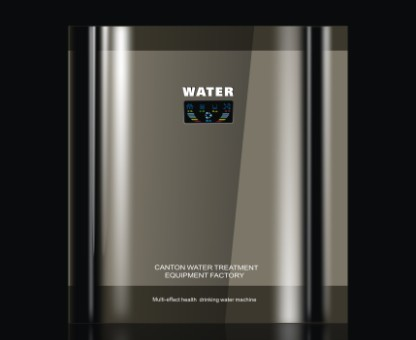 WATER
CANTON WATER TREATMENT
EQUIPMENT FACTORY
Multi-effect health drinking water machine